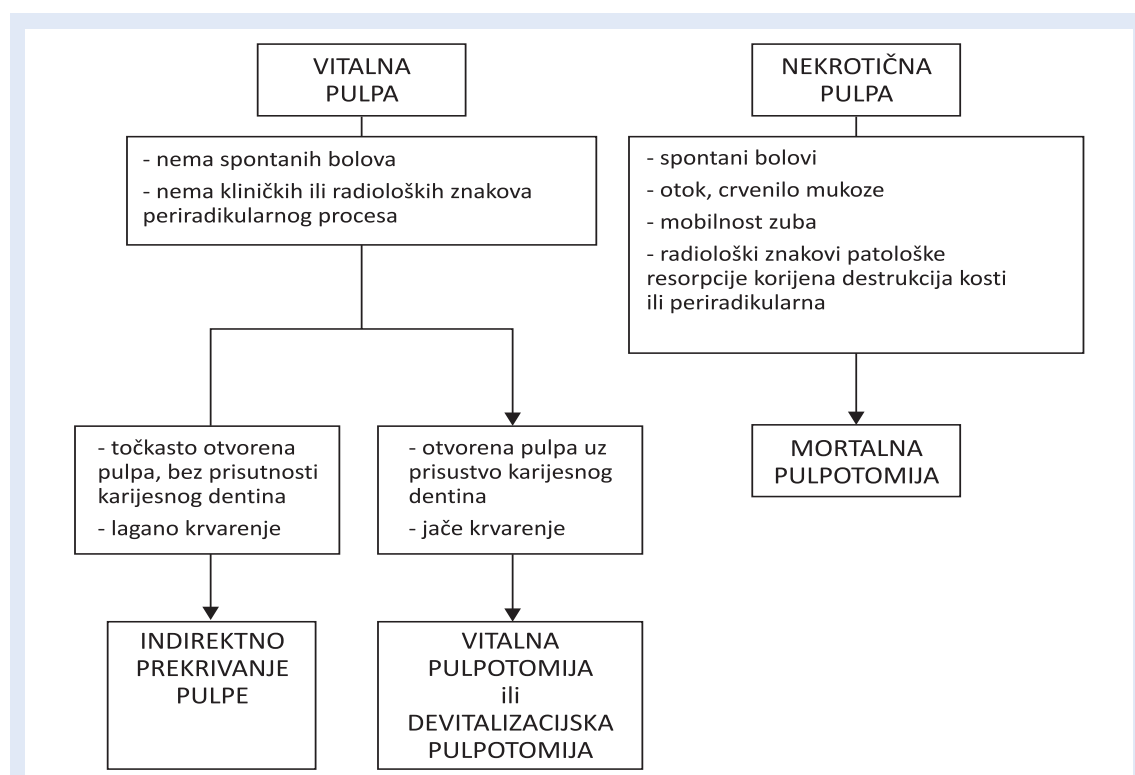 VITALNA
PULPA
- nema spontanih bolova
- nema kliničkih ili radioloških znakova
periradikularnog procesa
NEKROTIČNA
PULPA
- spontani bolovi
- otok, crvenilo mukoze
- mobilnost zuba
- radiološki znakovi patološke
resorpcije korijena destrukcija kosti
ili periradikularna
- točkasto otvorena
pulpa, bez prisutnosti
karijesnog dentina
- lagano krvarenje
- otvorena pulpa uz
prisustvo karijesnog
dentina
- jače krvarenje
MORTALNA
PULPOTOMIJA
INDIREKTNO
PREKRIVANJE
PULPE
VITALNA
PULPOTOMIJA
ili
DEVITALIZACIJSKA
PULPOTOMIJA